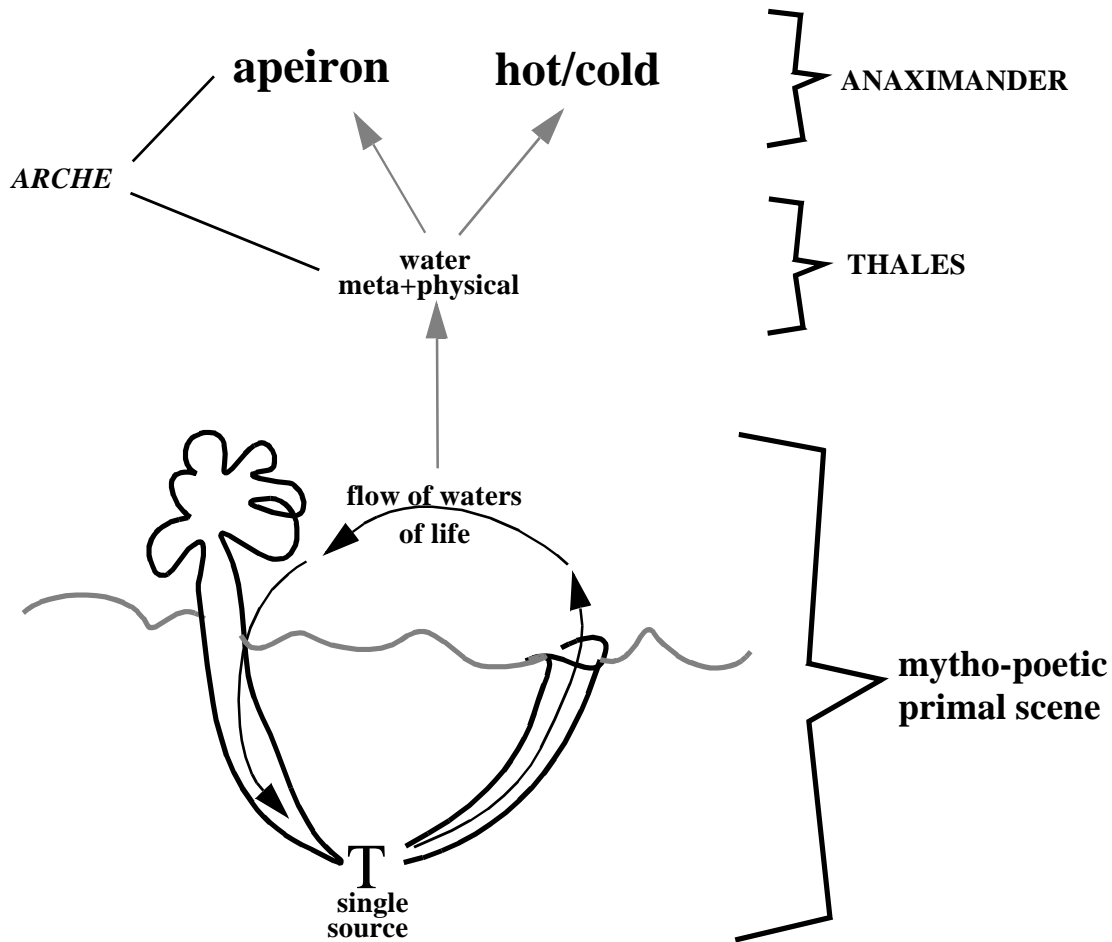 apeiron
hot/cold
ANAXIMANDER
ARCHE
water
meta+physical
THALES
flow of waters
of life
mytho-poetic
primal scene
T
single
source